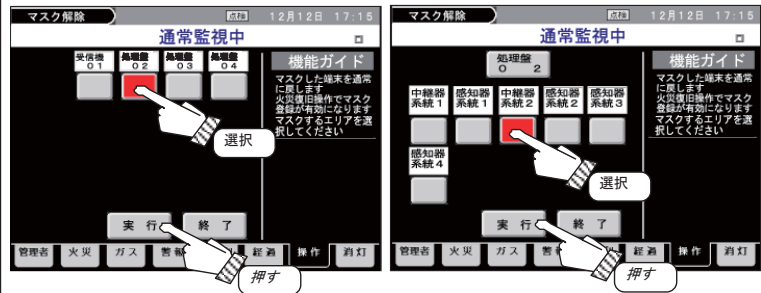 マスク解除
点検
12月12日 17:15
通常監視中
受信機 処理盤 処理盤 処理盤
01 02 03 04
機能ガイド
マスクした端末を通常
に戻します
火災復旧操作でマスク
登録が有効になります
マスクするエリアを選
択してください
選択
実 行
終 了
管理者
火 災
ガ ス
経 過
操 作
消 灯
押す
マスク解除
点検
12月12日 17:15
通常監視中
処理盤
0 2
中継器 感知器 中継器 感知器 感知器
系統1 系統1 系統2 系統2 系統3
感知器
系統4
機能ガイド
マスクした端末を通常
に戻します
火災復旧操作でマスク
登録が有効になります
マスクするエリアを選
択してください
選択
実 行
終 了
管理者
火 災
ガ ス
経 過
操 作
消 灯
押す